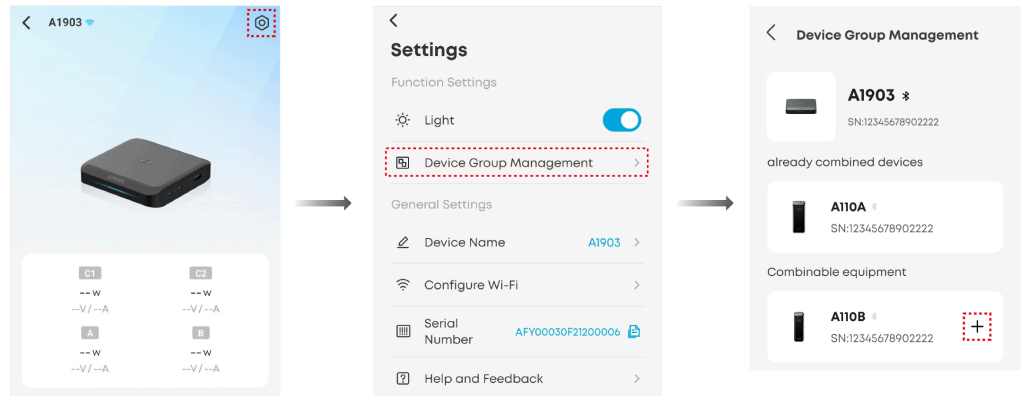 A1903
ANKER
C1
C2
-- w
-- w
--V/--A
--V/--A
A
B
-- w
-- w
--V/--A
--V/--A
Settings
Function Settings
Light
Device Group Management
General Settings
Device Name
A1903
Configure Wi-Fi
Serial
Number
AFY00030F21200006
Help and Feedback
Device Group Management
A1903
SN:12345678902222
already combined devices
A110A
SN:12345678902222
Combinable equipment
A110B
SN:12345678902222